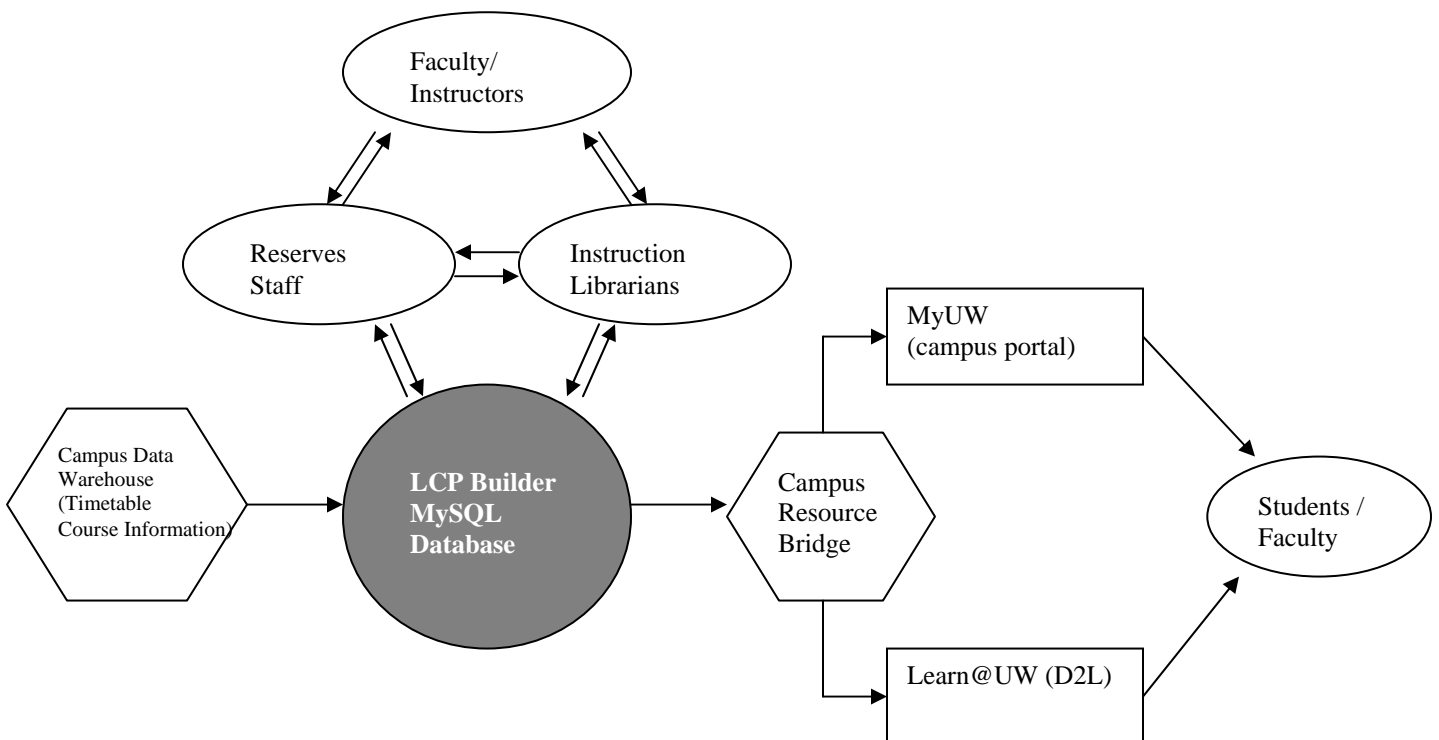 Faculty/
Instructors
Reserves
Staff
Instruction
Librarians
MyUW
(campus portal)
Campus Data
Warehouse
(Timetable
Course Information)
LCP Builder
MySQL
Database
Campus
Resource
Bridge
Students /
Faculty
Learn@UW (D2L)